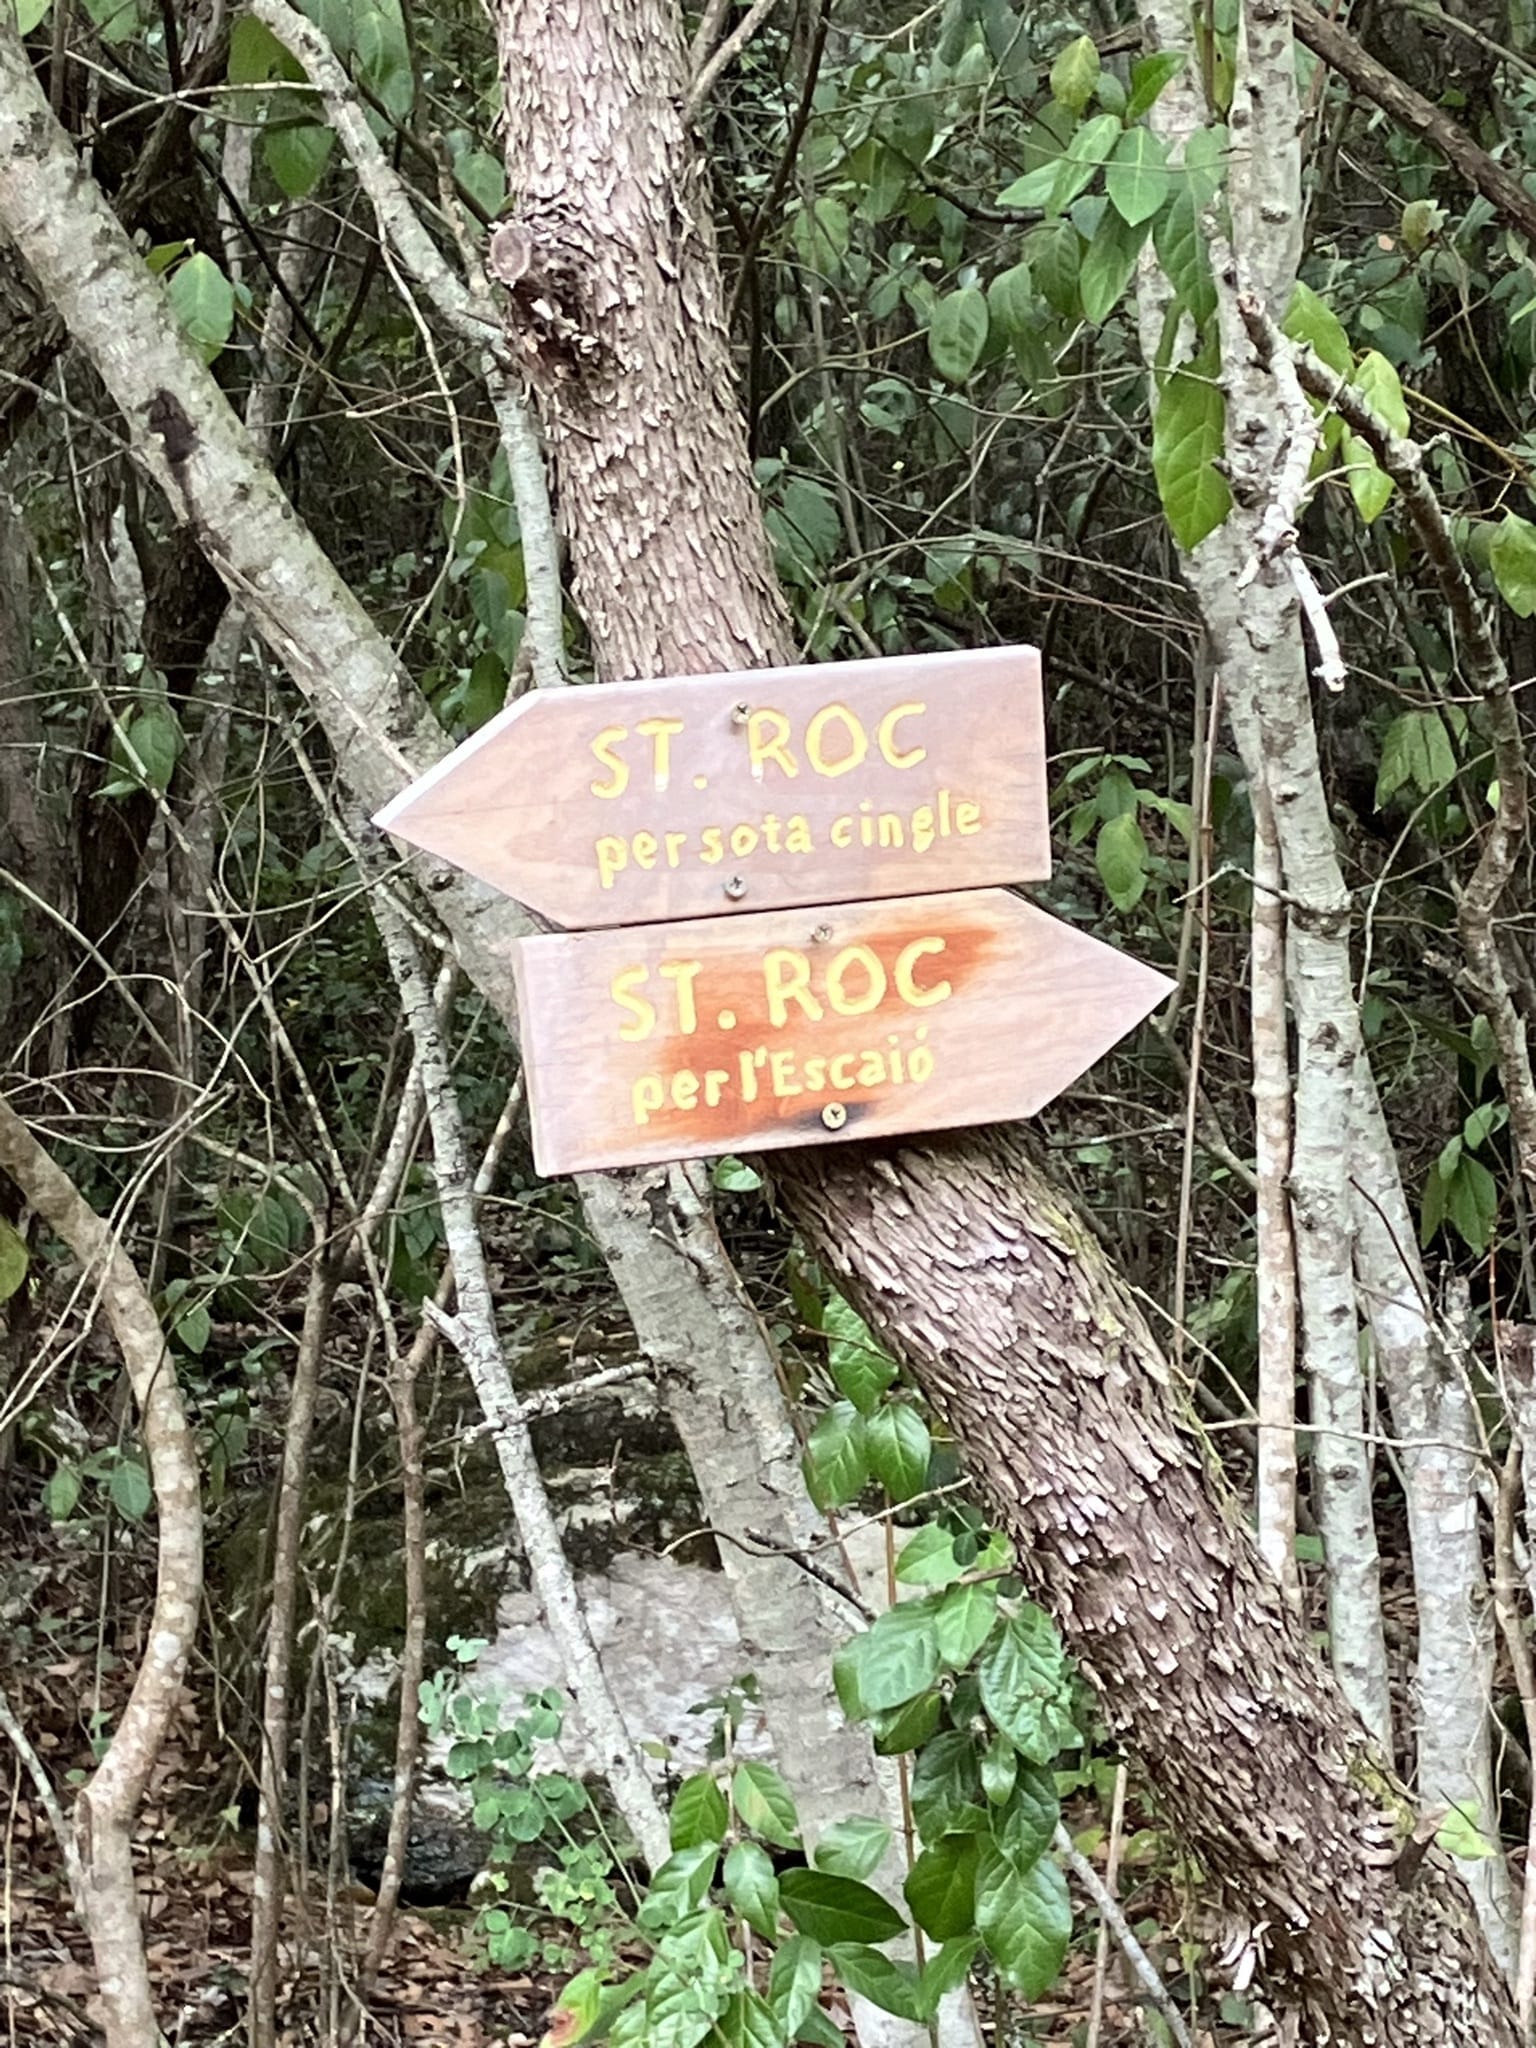 ST. ROC
per sota cingle
ST. ROC
per l'Escaió